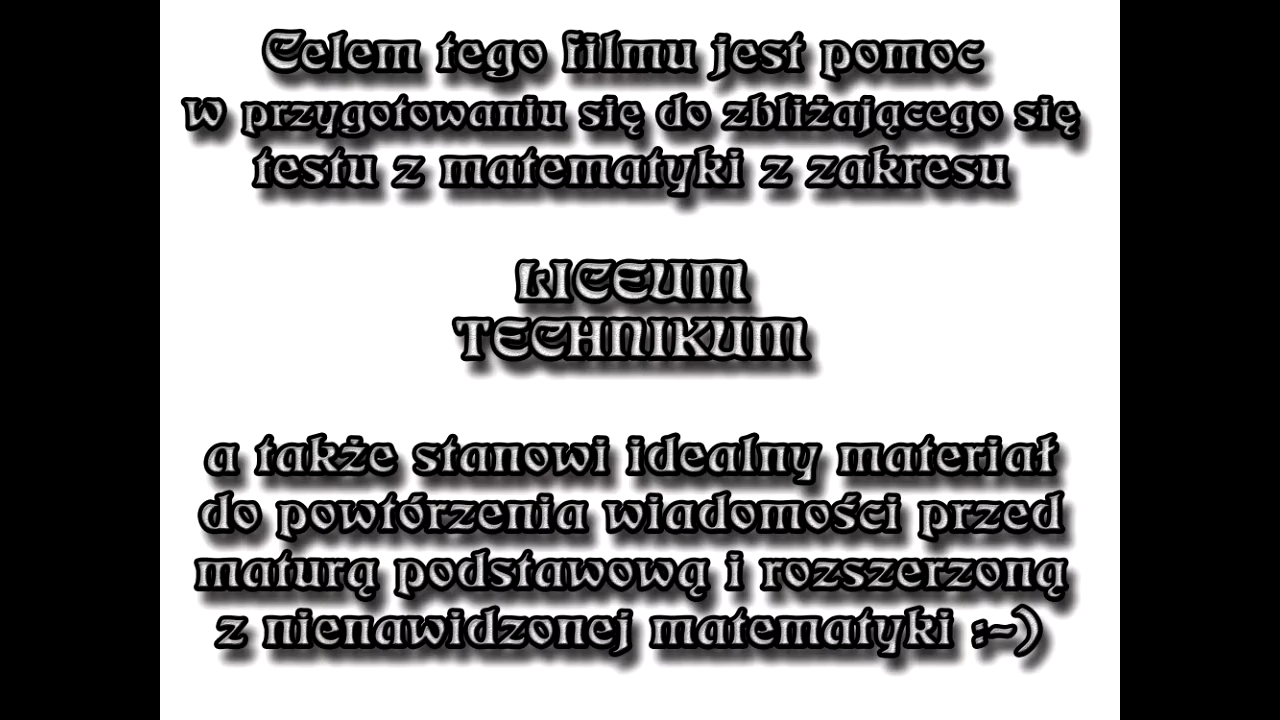 Celem tego filmu jest pomoc
w przygotowaniu się do zbliżającego się
testu z matematyki z zakresu
LICEUM
TECHNIKUM
a także stanowi idealny materiał
do powtórzenia wiadomości przed
maturą podstawową i rozszerzoną
z nienawidzonej matematyki :-)